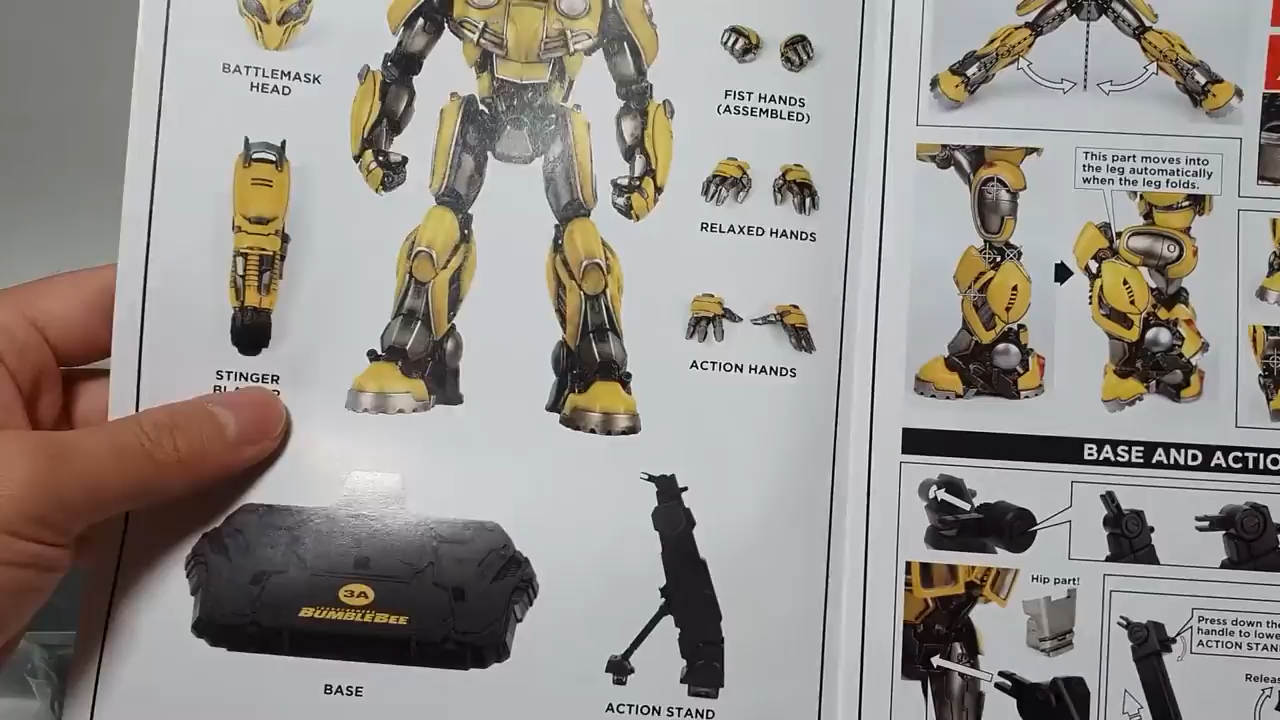 BATTLEMASK
HEAD
FIST HANDS
(ASSEMBLED)
This part moves into
the leg automatically
when the leg folds.
RELAXED HANDS
ACTION HANDS
STINGER
BASE AND ACTIO
3A
BUMBLEBEE
Hip part!
Press down the
handle to lowe
ACTION STAN
Releas
BASE
ACTION STAND